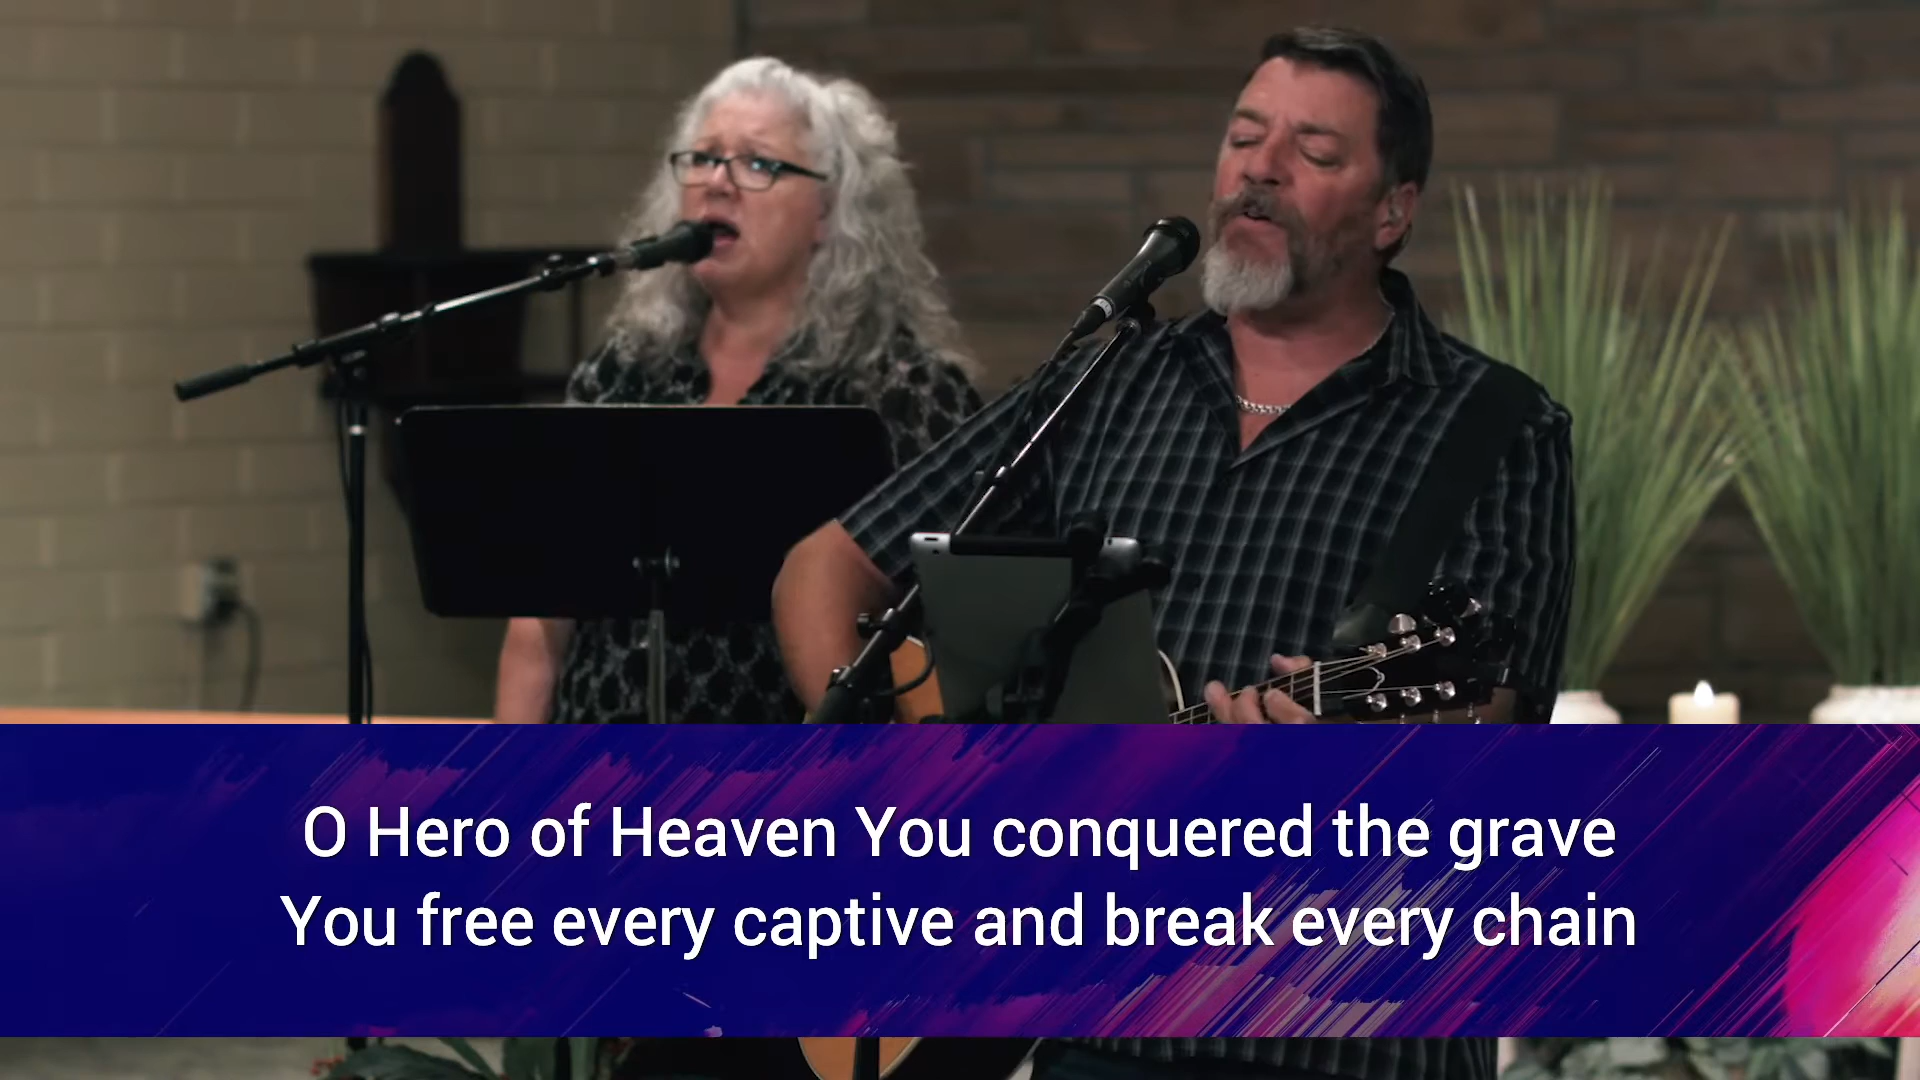 O Hero of Heaven You conquered the grave
You free every captive and break every chain